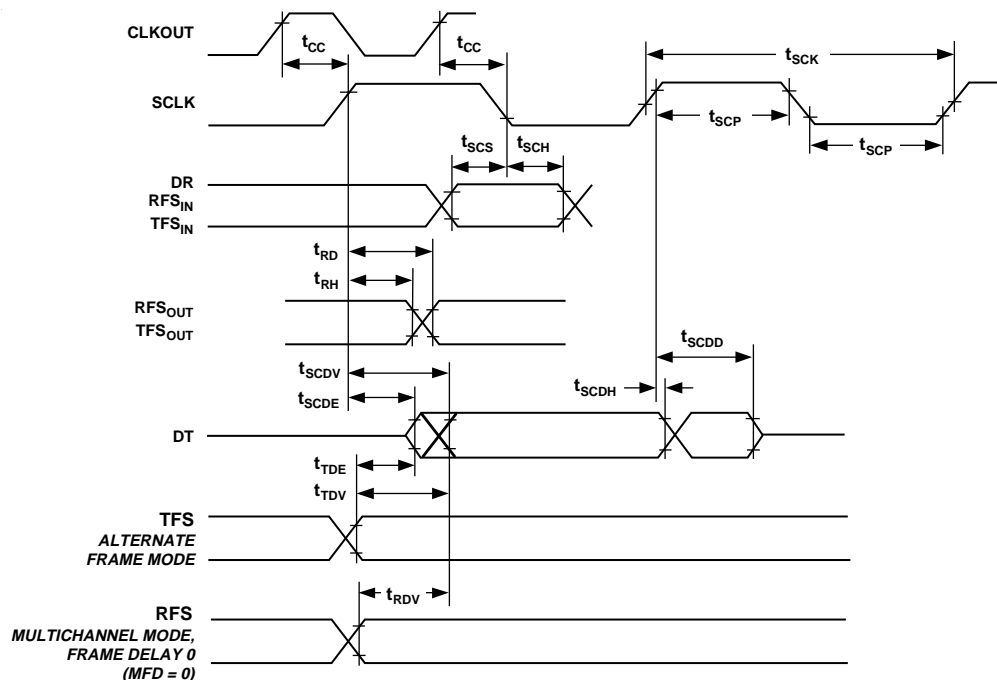 CLKOUT
tCC
tCC
tSCK
SCLK
tSCP
tSCP
tSCS
tSCH
DR
RFSIN
TFSIN
tRD
tRH
RFSOUT
TFSOUT
tSCDD
tSCDV
tSCDH
tSCDE
DT
tTDE
tTDV
TFS
ALTERNATE
FRAME MODE
tRDV
RFS
MULTICHANNEL MODE,
FRAME DELAY 0
(MFD = 0)